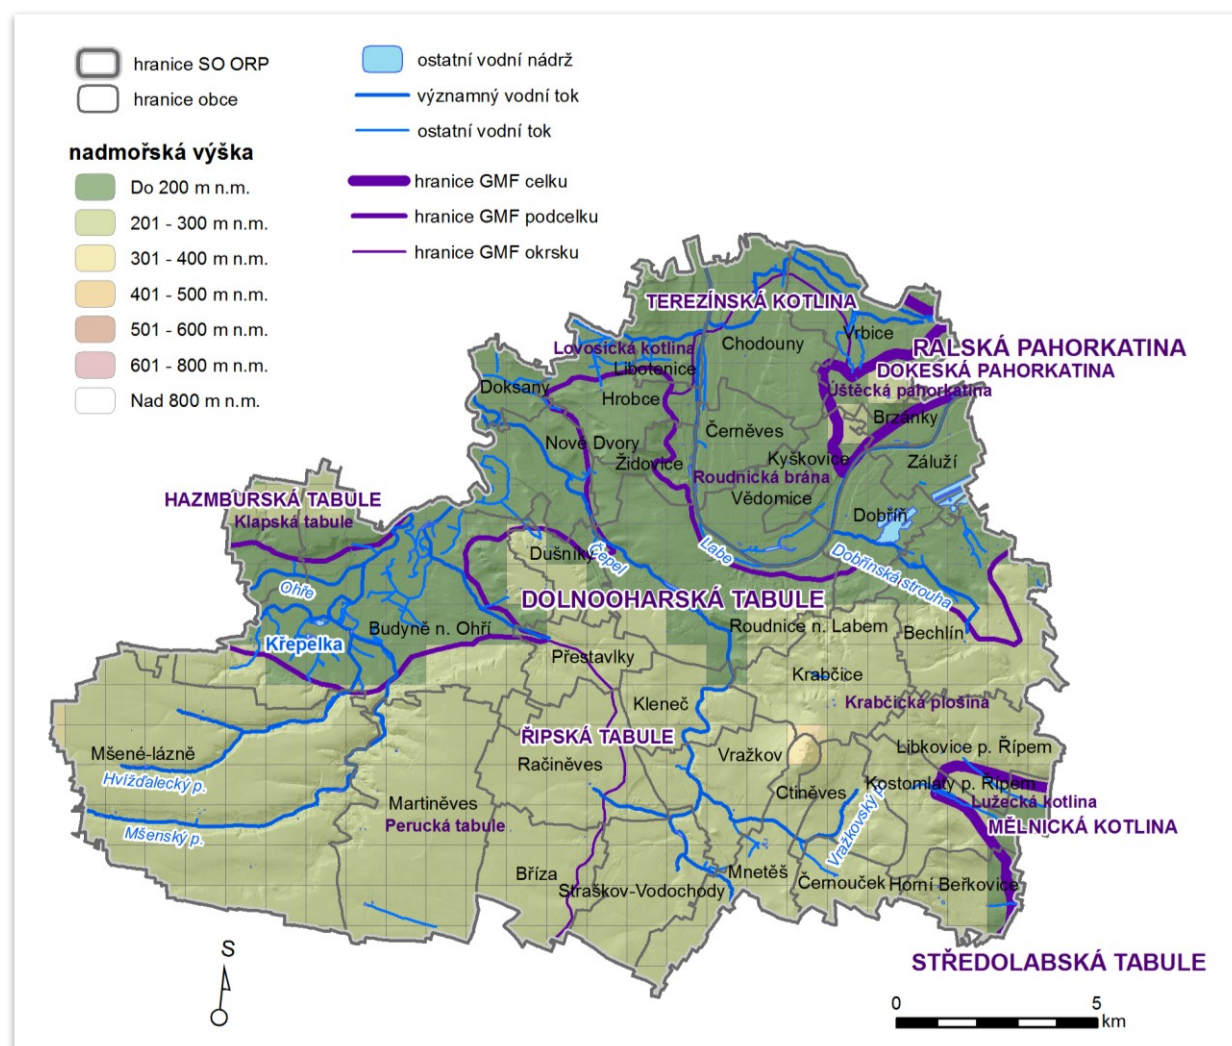 hranice SO ORP
hranice obce
nadmořská výška
Do 200 m n.m.
201 - 300 m n.m.
301 - 400 m n.m.
401 - 500 m n.m.
501 - 600 m n.m.
601 - 800 m n.m.
Nad 800 m n.m.
ostatní vodní nádrž
významný vodní tok
ostatní vodní tok
hranice GMF celku
hranice GMF podcelku
hranice GMF okrsku
TEREZÍNSKÁ KOTLINA
Vrbice
Chodouny
Lovosická kotlina
RALSKÁ PAHORKATINA
Libotenice
DOKESKÁ PAHORKATINA
Doksany
Úštěcká pahorkatina
Hrobce
Brzánky
Černěves
Nové Dvory
Kyškovice
Židovice
Záluží
Roudnická brána
Vědomice
HAZMBURSKÁ TABULE
Klapská tabule
Dobříň
Dušníky
Čepel
Labe
Dobřínská strouha
Ohře
DOLNOOHARSKÁ TABULE
Budyně n. Ohří
Roudnice n. Labem
Bechlín
Křepelka
Přestavlky
Krabčice
Kleneč
Krabčická plošina
ŘIPSKÁ TABULE
Mšené-lázně
Račiněves
Vražkov
Libkovice p. Řípem
Hvížďalecký p.
Kostomlaty p. Řípem
Ctiněves
Martiněves
Lužecká kotlina
Perucká tabule
MĚLNICKÁ KOTLINA
Mšenský p.
Vražkovský p.
Bříza
Mnetěš
Straškov-Vodochody
Černouček
Horní Beřkovice
S
STŘEDOLABSKÁ TABULE
0 5
km